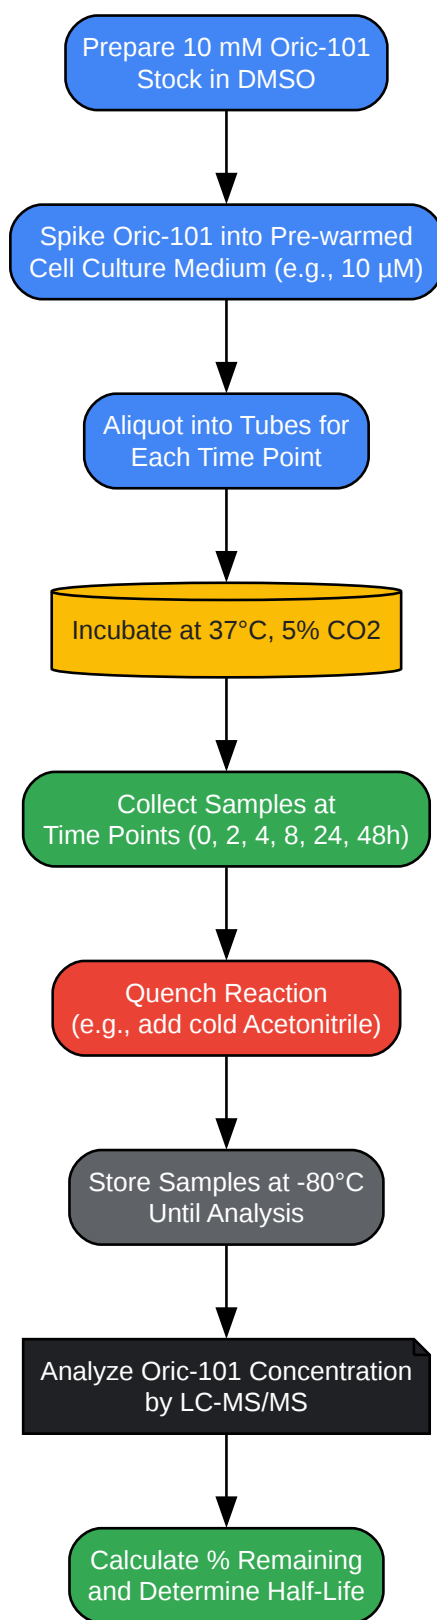 Prepare 10 mM Oric-101
Stock in DMSO
Spike Oric-101 into Pre-warmed
Cell Culture Medium (e.g., 10 µM)
Aliquot into Tubes for
Each Time Point
Incubate at 37°C, 5% CO2
Collect Samples at
Time Points (0, 2, 4, 8, 24, 48h)
Quench Reaction
(e.g., add cold Acetonitrile)
Store Samples at -80°C
Until Analysis
Analyze Oric-101 Concentration
by LC-MS/MS
Calculate % Remaining
and Determine Half-Life